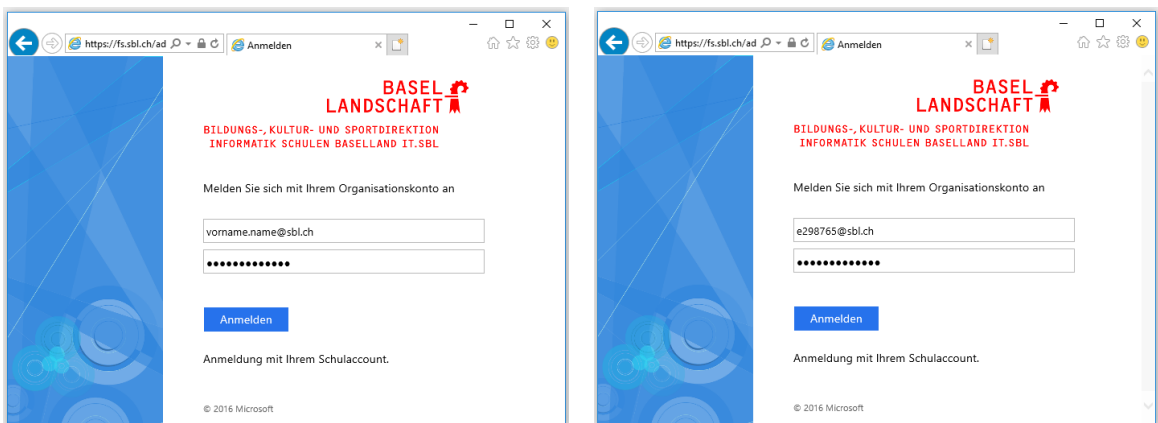 https://fs.sbl.ch/ad
Anmelden
BASEL
LANDSCHAFT
BILDUNGS-, KULTUR- UND SPORTDIREKTION
INFORMATIK SCHULEN BASELLAND IT.SBL
Melden Sie sich mit Ihrem Organisationskonto an
vorname.name@sbl.ch
•••••••••••••
Anmelden
Anmeldung mit Ihrem Schulaccount.
© 2016 Microsoft
https://fs.sbl.ch/ad
Anmelden
BASEL
LANDSCHAFT
BILDUNGS-, KULTUR- UND SPORTDIREKTION
INFORMATIK SCHULEN BASELLAND IT.SBL
Melden Sie sich mit Ihrem Organisationskonto an
e298765@sbl.ch
•••••••••••••
Anmelden
Anmeldung mit Ihrem Schulaccount.
© 2016 Microsoft